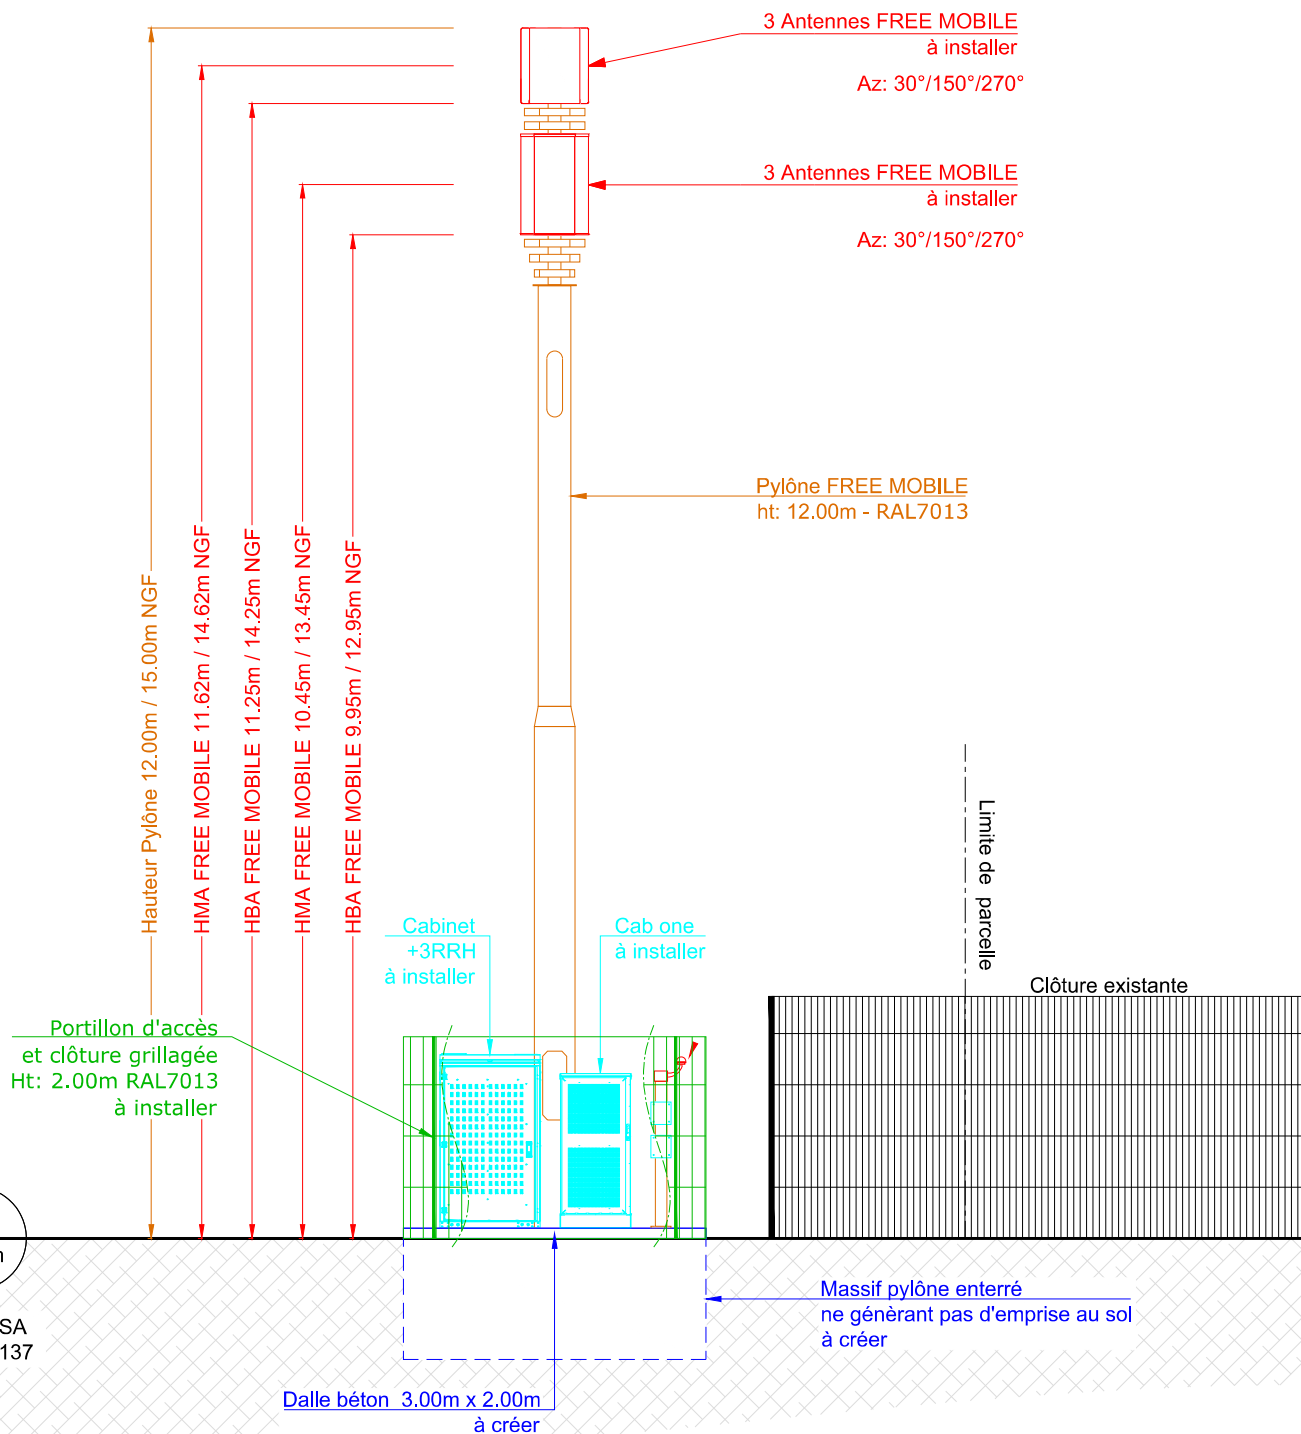 3 Antennes FREE MOBILE
à installer
Az: 30°/150°/270°
3 Antennes FREE MOBILE
à installer
Az: 30°/150°/270°
Pylône FREE MOBILE
ht: 12.00m - RAL7013
Hauteur Pylône 12.00m / 15.00m NGF
HMA FREE MOBILE 11.62m / 14.62m NGF
HBA FREE MOBILE 11.25m / 14.25m NGF
HMA FREE MOBILE 10.45m / 13.45m NGF
HBA FREE MOBILE 9.95m / 12.95m NGF
Limite de parcelle
Cabinet
+3RRH
à installer
Cab one
à installer
Clôture existante
Portillon d'accès
et clôture grillagée
Ht: 2.00m RAL7013
à installer
Massif pylône enterré
ne génèrant pas d'emprise au sol
à créer
SA
137
Dalle béton 3.00m x 2.00m
à créer